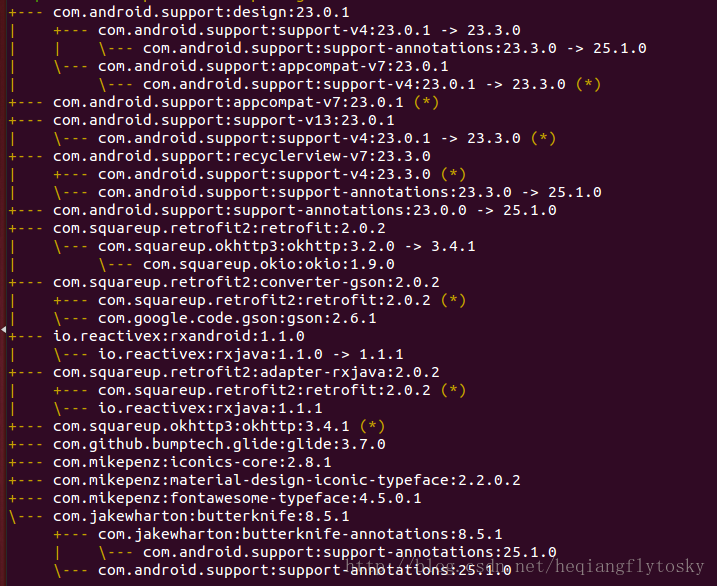 +--- com.android.support:design:23.0.1
|    +--- com.android.support:support-v4:23.0.1 -> 23.3.0
|    |    \--- com.android.support:support-annotations:23.3.0 -> 25.1.0
|    \--- com.android.support:appcompat-v7:23.0.1
|         \--- com.android.support:support-v4:23.0.1 -> 23.3.0 (*)
+--- com.android.support:appcompat-v7:23.0.1 (*)
+--- com.android.support:support-v13:23.0.1
|    \--- com.android.support:support-v4:23.0.1 -> 23.3.0 (*)
+--- com.android.support:recyclerview-v7:23.3.0
|    +--- com.android.support:support-v4:23.3.0 (*)
|    \--- com.android.support:support-annotations:23.3.0 -> 25.1.0
+--- com.android.support:support-annotations:23.0.0 -> 25.1.0
+--- com.squareup.retrofit2:retrofit:2.0.2
|    \--- com.squareup.okhttp3:okhttp:3.2.0 -> 3.4.1
|         \--- com.squareup.okio:okio:1.9.0
+--- com.squareup.retrofit2:converter-gson:2.0.2
|    +--- com.squareup.retrofit2:retrofit:2.0.2 (*)
|    \--- com.google.code.gson:gson:2.6.1
+--- io.reactivex:rxandroid:1.1.0
|    \--- io.reactivex:rxjava:1.1.0 -> 1.1.1
+--- com.squareup.retrofit2:adapter-rxjava:2.0.2
|    +--- com.squareup.retrofit2:retrofit:2.0.2 (*)
|    \--- io.reactivex:rxjava:1.1.1
+--- com.squareup.okhttp3:okhttp:3.4.1 (*)
+--- com.github.bumptech.glide:glide:3.7.0
+--- com.mikepenz:iconics-core:2.8.1
+--- com.mikepenz:material-design-iconic-typeface:2.2.0.2
+--- com.mikepenz:fontawesome-typeface:4.5.0.1
\--- com.jakewharton:butterknife:8.5.1
     +--- com.jakewharton:butterknife-annotations:8.5.1
     |    \--- com.android.support:support-annotations:25.1.0
     \--- com.android.support:support-annotations:25.1.0
http://blog.csdn.net/heqiangflytosky